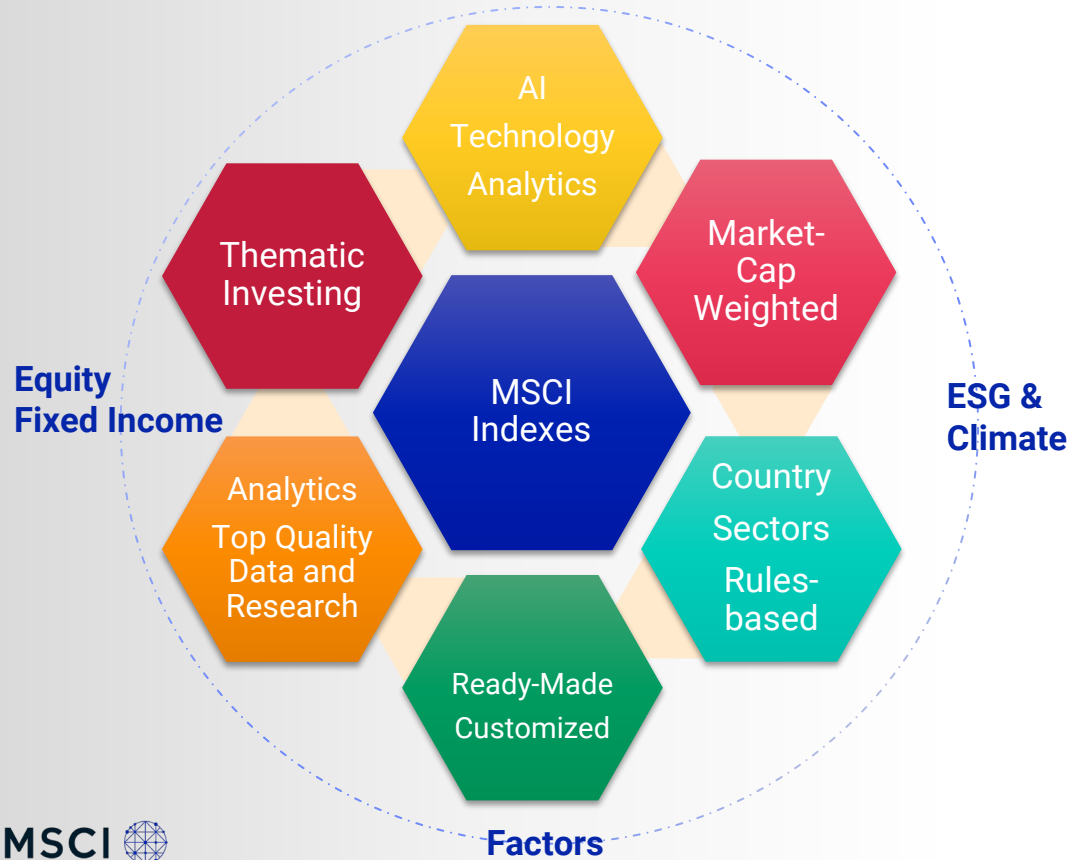 AI
Technology
Analytics
Thematic
Investing
Market-
Cap
Weighted
MSCI
Indexes
Equity
Fixed Income
ESG &
Climate
Analytics
Top Quality
Data and
Research
Country
Sectors
Rules-
based
Ready-Made
Customized
Factors
MSCI